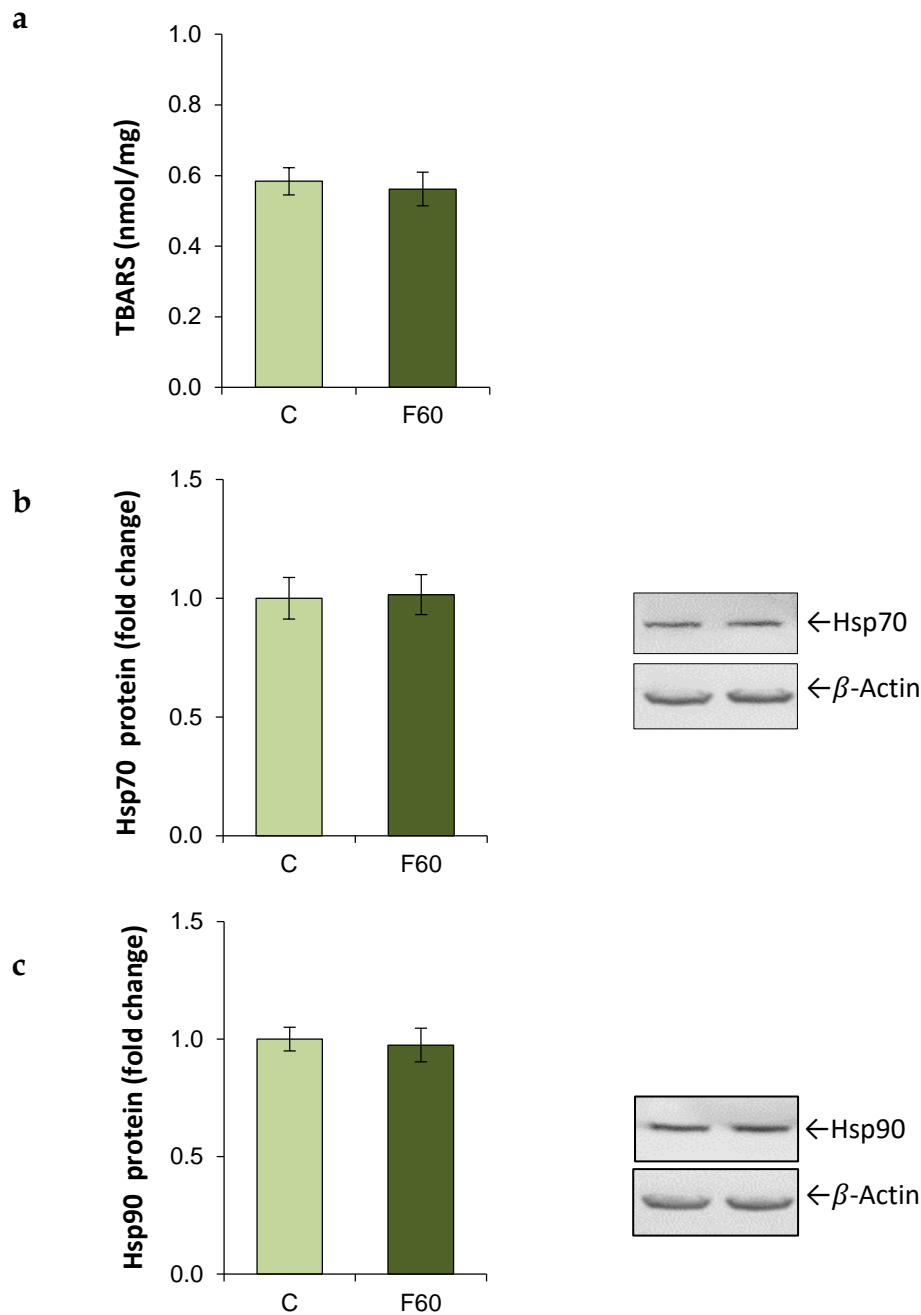 a
TBARS (nmol/mg)
1.0
0.8
0.6
0.4
0.2
0.0
C F60
b
Hsp70 protein (fold change)
1.5
1.0
0.5
0.0
C F60
←Hsp70
←β-Actin
c
Hsp90 protein (fold change)
1.5
1.0
0.5
0.0
C F60
←Hsp90
←β-Actin